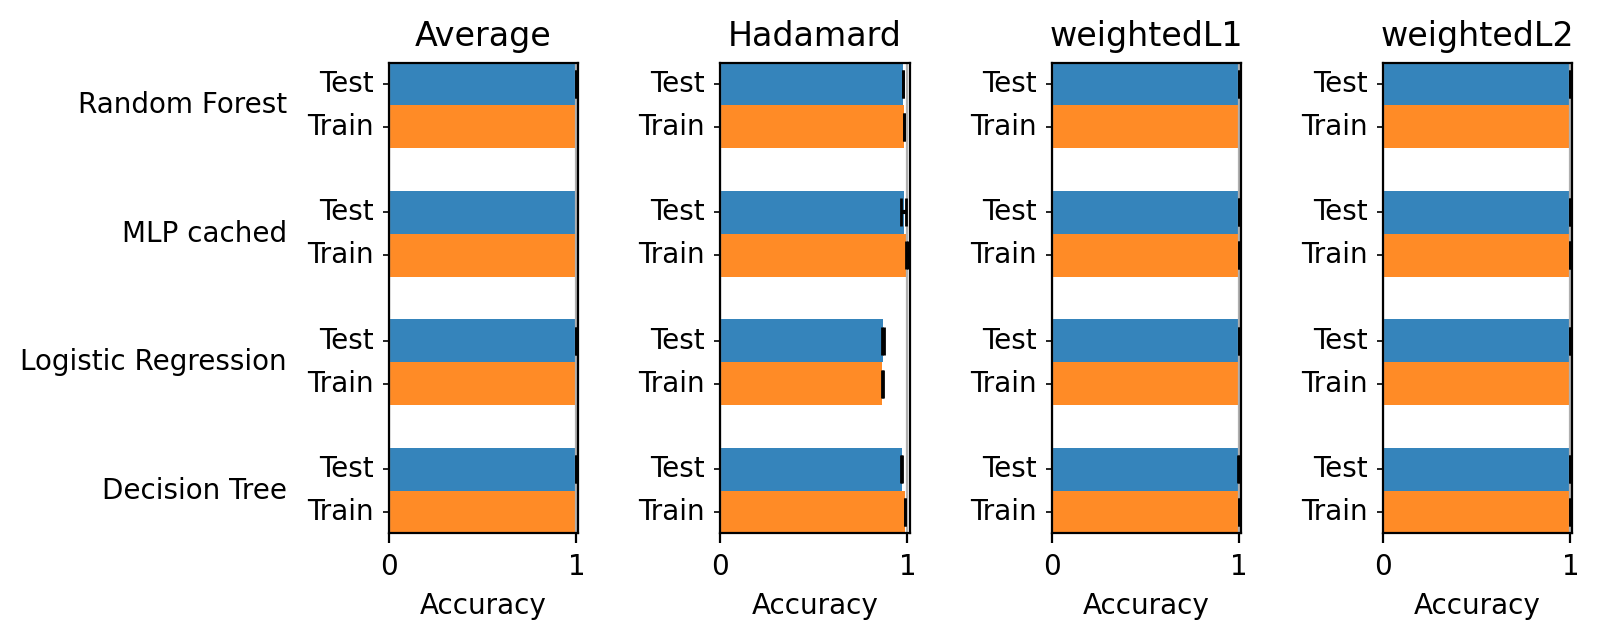 Average Hadamard weightedL1 weightedL2
Random Forest
Test Test Test Test
Train Train Train Train
MLP cached
Test Test Test Test
Train Train Train Train
Logistic Regression
Test Test Test Test
Train Train Train Train
Decision Tree
Test Test Test Test
Train Train Train Train
0 1 0 1 0 1 0 1
Accuracy Accuracy Accuracy Accuracy